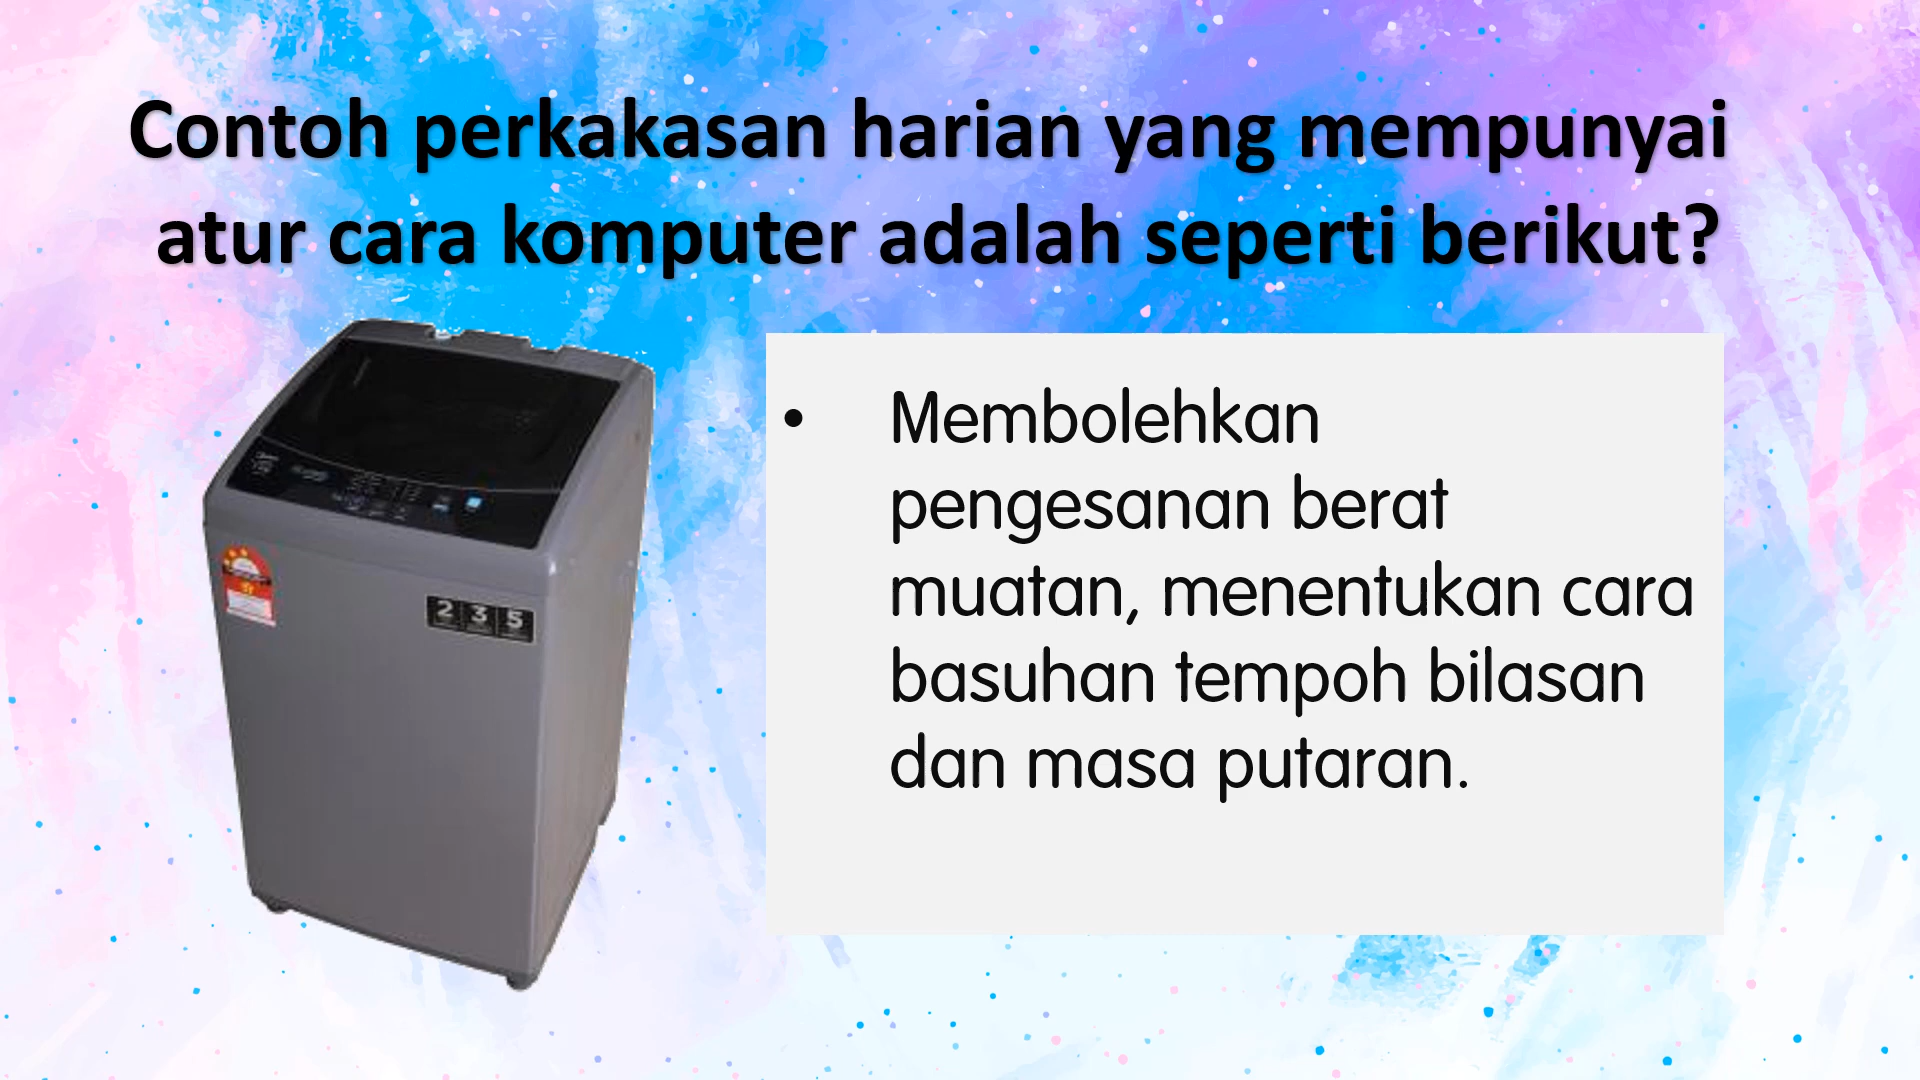 Contoh perkakasan harian yang mempunyai
atur cara komputer adalah seperti berikut?
• Membolehkan
pengesanan berat
muatan, menentukan cara
basuhan tempoh bilasan
dan masa putaran.
2 3 5